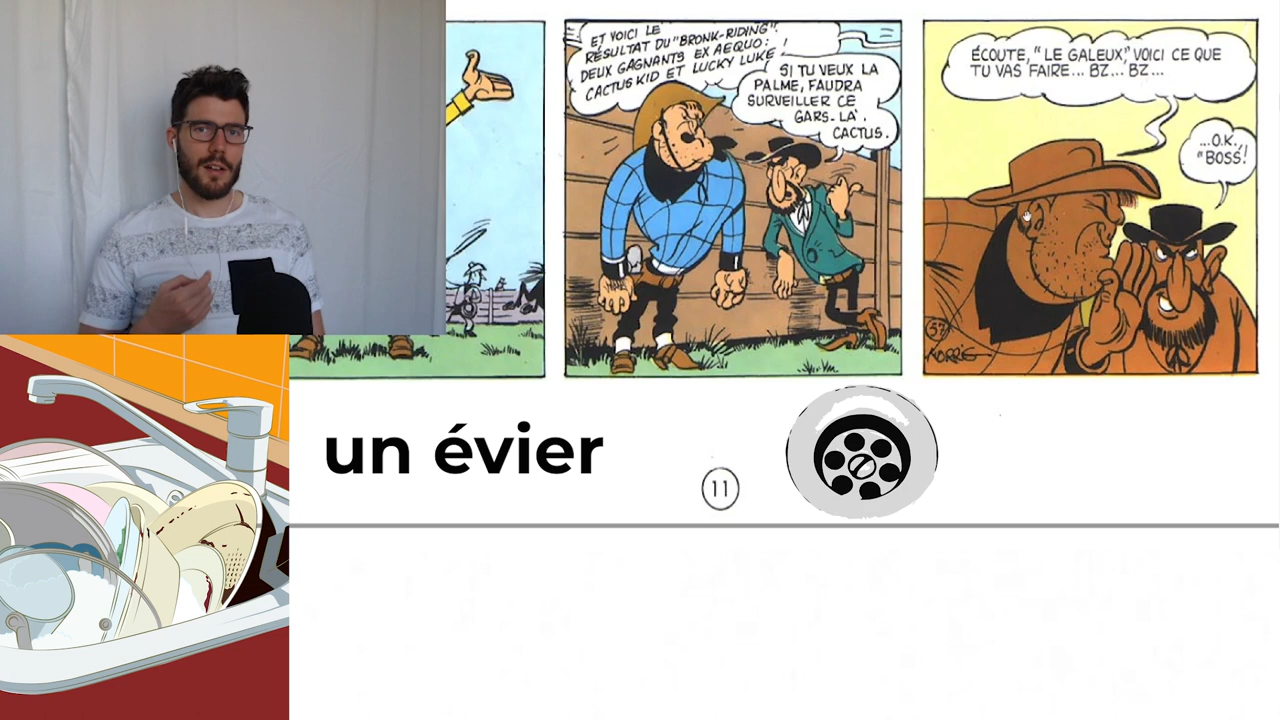 ET VOICI LE
RÉSULTAT DU "BRONK-RIDING":
DEUX GAGNANTS EX AEQUO:
CACTUS KID ET LUCKY LUKE!
SI TU VEUX LA
PALME, FAUDRA
SURVEILLER CE
GARS-LÀ.
CACTUS.
ÉCOUTE, "LE GALEUX", VOICI CE QUE
TU VAS FAIRE... BZ... BZ...
...O.K.,
"BOSS!
37
MORRIS
un évier
11